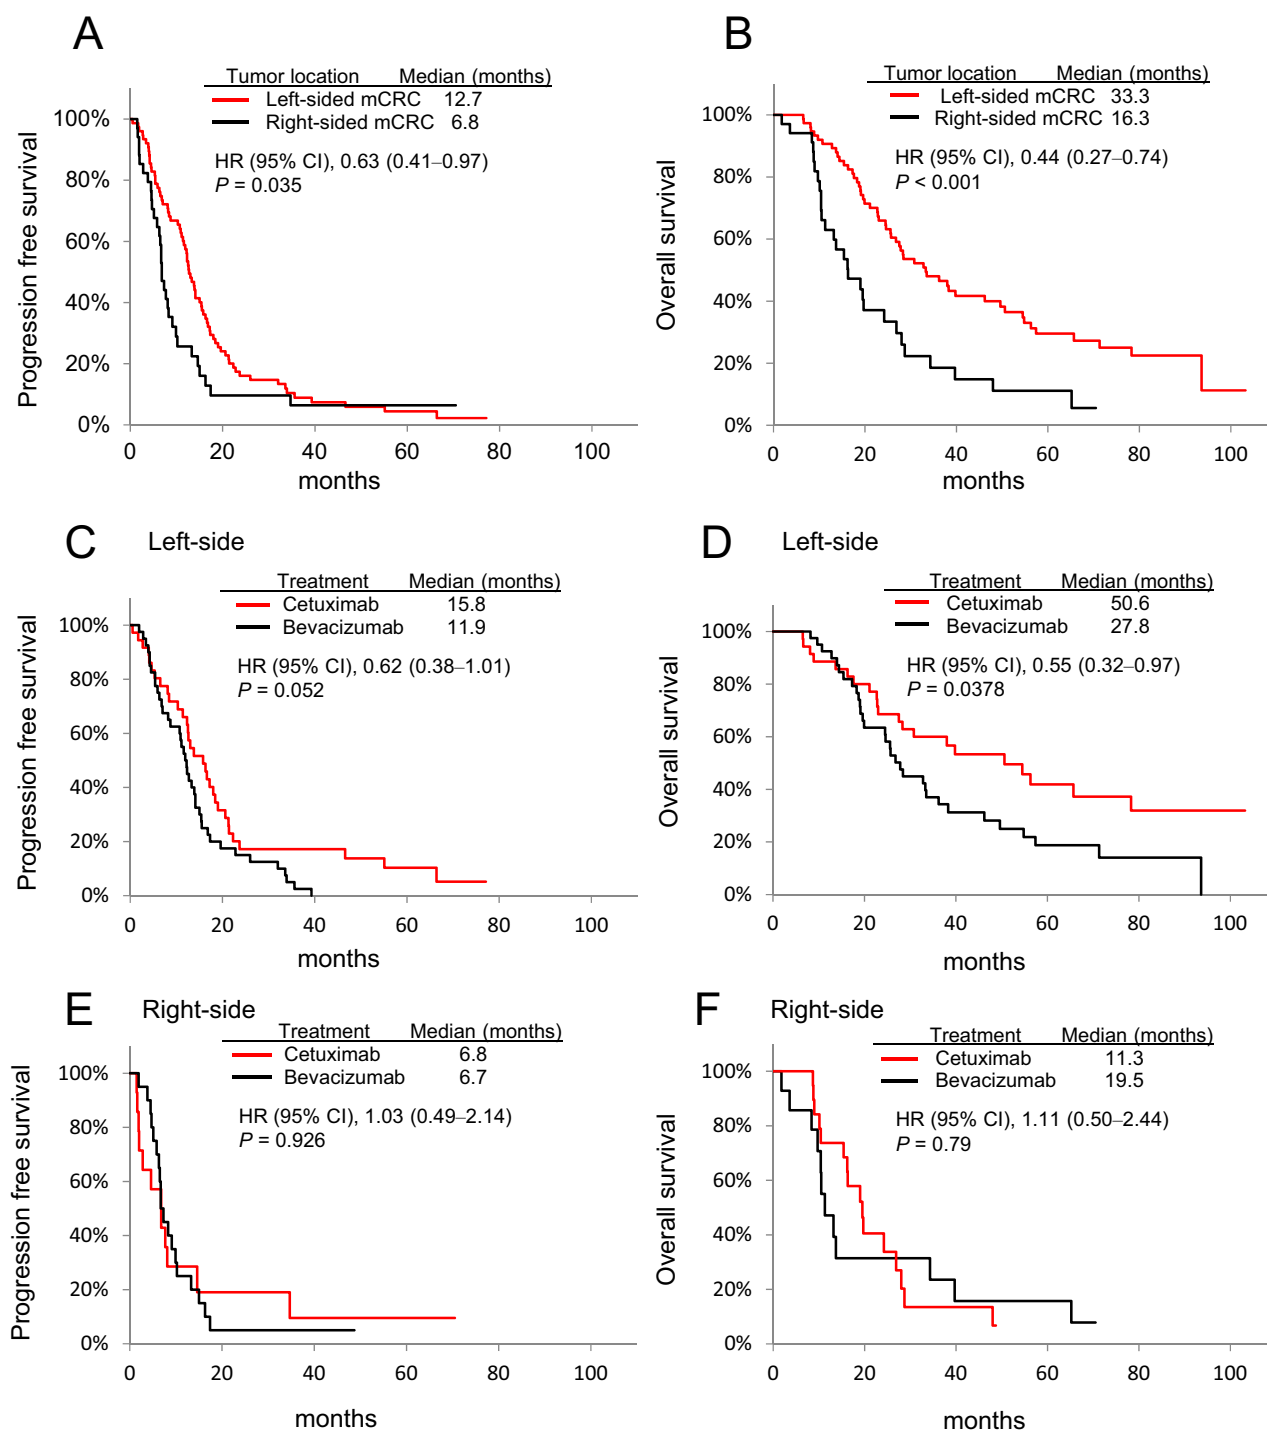 A
Tumor location Median (months)
Left-sided mCRC 12.7
Right-sided mCRC 6.8
HR (95% CI), 0.63 (0.41–0.97)
P = 0.035
Progression free survival
100%
80%
60%
40%
20%
0%
0 20 40 60 80 100
months
B
Tumor location Median (months)
Left-sided mCRC 33.3
Right-sided mCRC 16.3
HR (95% CI), 0.44 (0.27–0.74)
P < 0.001
Overall survival
100%
80%
60%
40%
20%
0%
0 20 40 60 80 100
months
C Left-side
Treatment Median (months)
Cetuximab 15.8
Bevacizumab 11.9
HR (95% CI), 0.62 (0.38–1.01)
P = 0.052
Progression free survival
100%
80%
60%
40%
20%
0%
0 20 40 60 80 100
months
D Left-side
Treatment Median (months)
Cetuximab 50.6
Bevacizumab 27.8
HR (95% CI), 0.55 (0.32–0.97)
P = 0.0378
Overall survival
100%
80%
60%
40%
20%
0%
0 20 40 60 80 100
months
E Right-side
Treatment Median (months)
Cetuximab 6.8
Bevacizumab 6.7
HR (95% CI), 1.03 (0.49–2.14)
P = 0.926
Progression free survival
100%
80%
60%
40%
20%
0%
0 20 40 60 80 100
months
F Right-side
Treatment Median (months)
Cetuximab 11.3
Bevacizumab 19.5
HR (95% CI), 1.11 (0.50–2.44)
P = 0.79
Overall survival
100%
80%
60%
40%
20%
0%
0 20 40 60 80 100
months